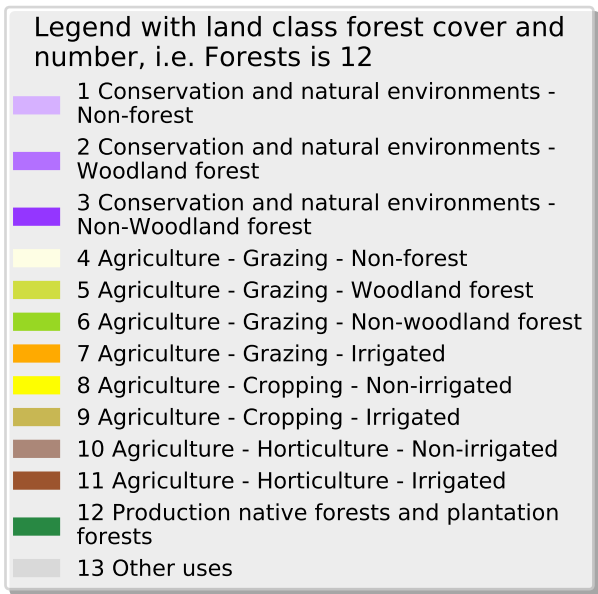 Legend with land class forest cover and
number, i.e. Forests is 12
1 Conservation and natural environments -
Non-forest
2 Conservation and natural environments -
Woodland forest
3 Conservation and natural environments -
Non-Woodland forest
4 Agriculture - Grazing - Non-forest
5 Agriculture - Grazing - Woodland forest
6 Agriculture - Grazing - Non-woodland forest
7 Agriculture - Grazing - Irrigated
8 Agriculture - Cropping - Non-irrigated
9 Agriculture - Cropping - Irrigated
10 Agriculture - Horticulture - Non-irrigated
11 Agriculture - Horticulture - Irrigated
12 Production native forests and plantation
forests
13 Other uses